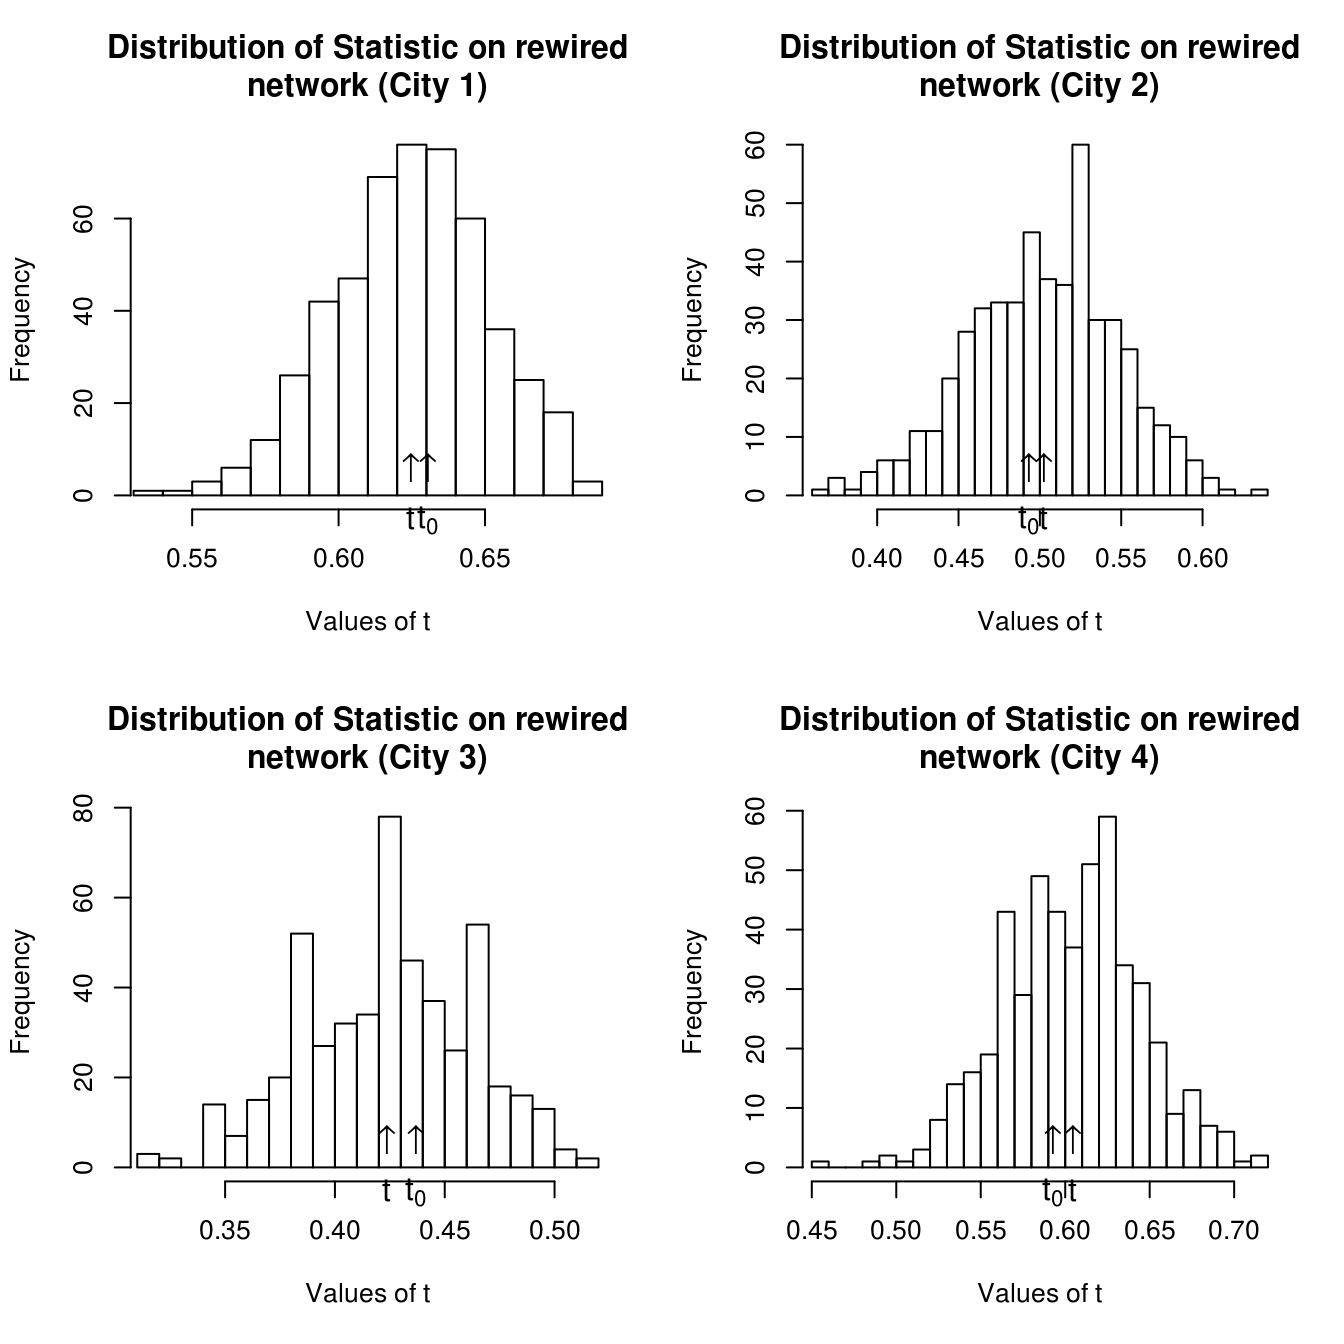 Distribution of Statistic on rewired
network (City 1)
Frequency
60
40
20
0
t t₀
0.55 0.60 0.65
Values of t
Distribution of Statistic on rewired
network (City 2)
Frequency
60
50
40
30
20
10
0
t₀ t
0.40 0.45 0.50 0.55 0.60
Values of t
Distribution of Statistic on rewired
network (City 3)
Frequency
80
60
40
20
0
t t₀
0.35 0.40 0.45 0.50
Values of t
Distribution of Statistic on rewired
network (City 4)
Frequency
60
50
40
30
20
10
0
t₀ t
0.45 0.50 0.55 0.60 0.65 0.70
Values of t